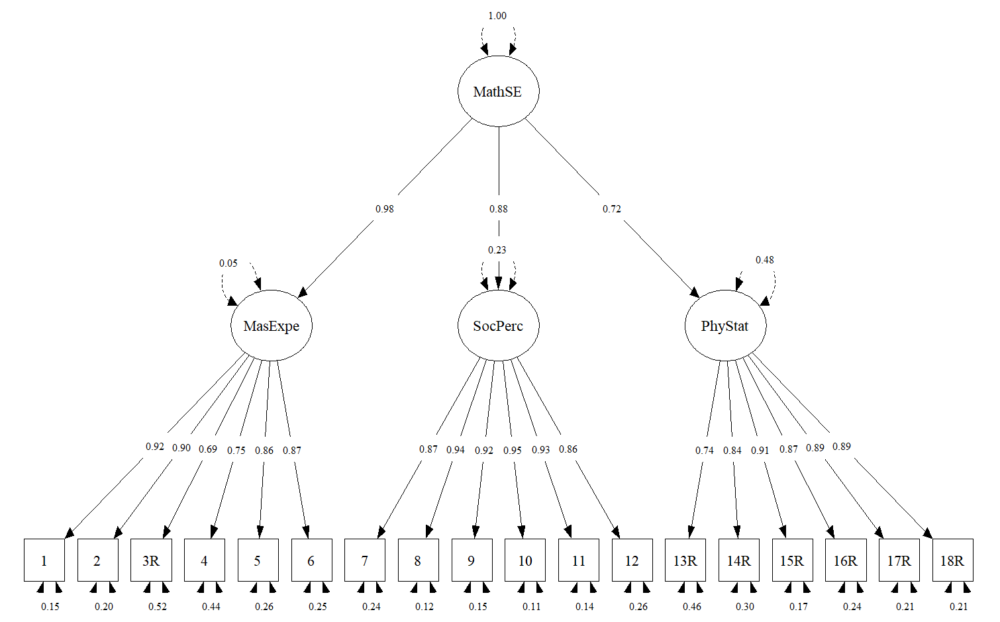 1.00
MathSE
0.98 0.88 0.72
0.23
0.05 0.48
MasExpe SocPerc PhyStat
0.92 0.90 0.69 0.75 0.86 0.87 0.87 0.94 0.92 0.95 0.93 0.86 0.74 0.84 0.91 0.87 0.89 0.89
1 2 3R 4 5 6 7 8 9 10 11 12 13R 14R 15R 16R 17R 18R
0.15 0.20 0.52 0.44 0.26 0.25 0.24 0.12 0.15 0.11 0.14 0.26 0.46 0.30 0.17 0.24 0.21 0.21